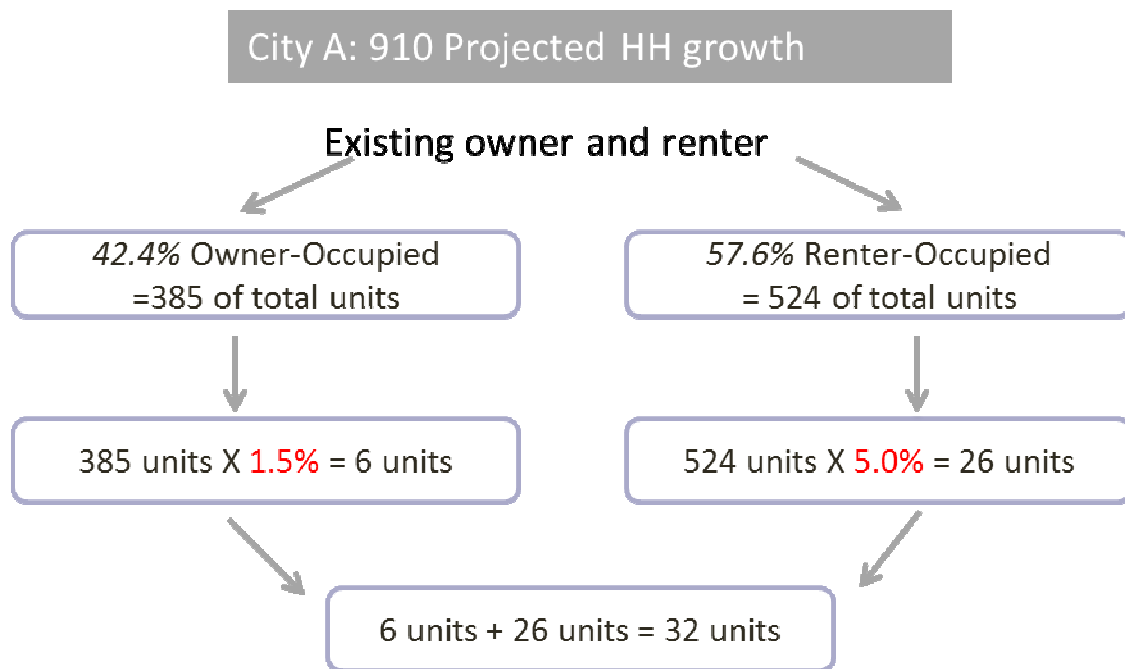 City A: 910 Projected HH growth
Existing owner and renter
42.4% Owner-Occupied
=385 of total units
57.6% Renter-Occupied
= 524 of total units
385 units X 1.5% = 6 units
524 units X 5.0% = 26 units
6 units + 26 units = 32 units